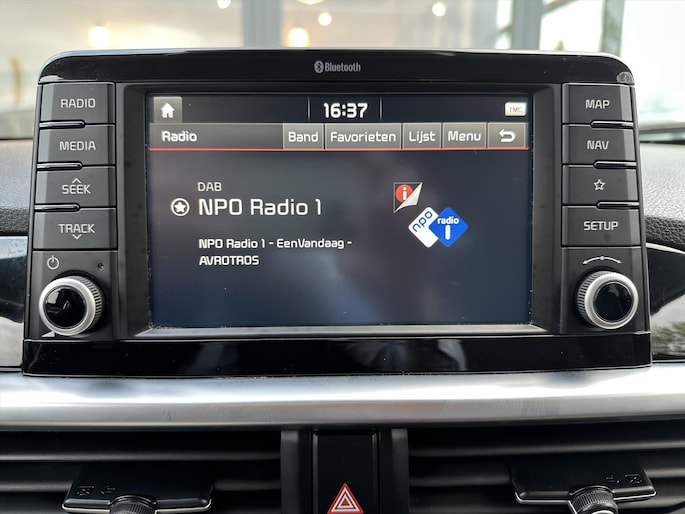 Bluetooth
RADIO
MEDIA
SEEK
TRACK
16:37
TMC
Radio Band Favorieten Lijst Menu
DAB
NPO Radio 1
NPO Radio 1 - EenVandaag -
AVROTROS
i
npo radio 1
MAP
NAV
SETUP